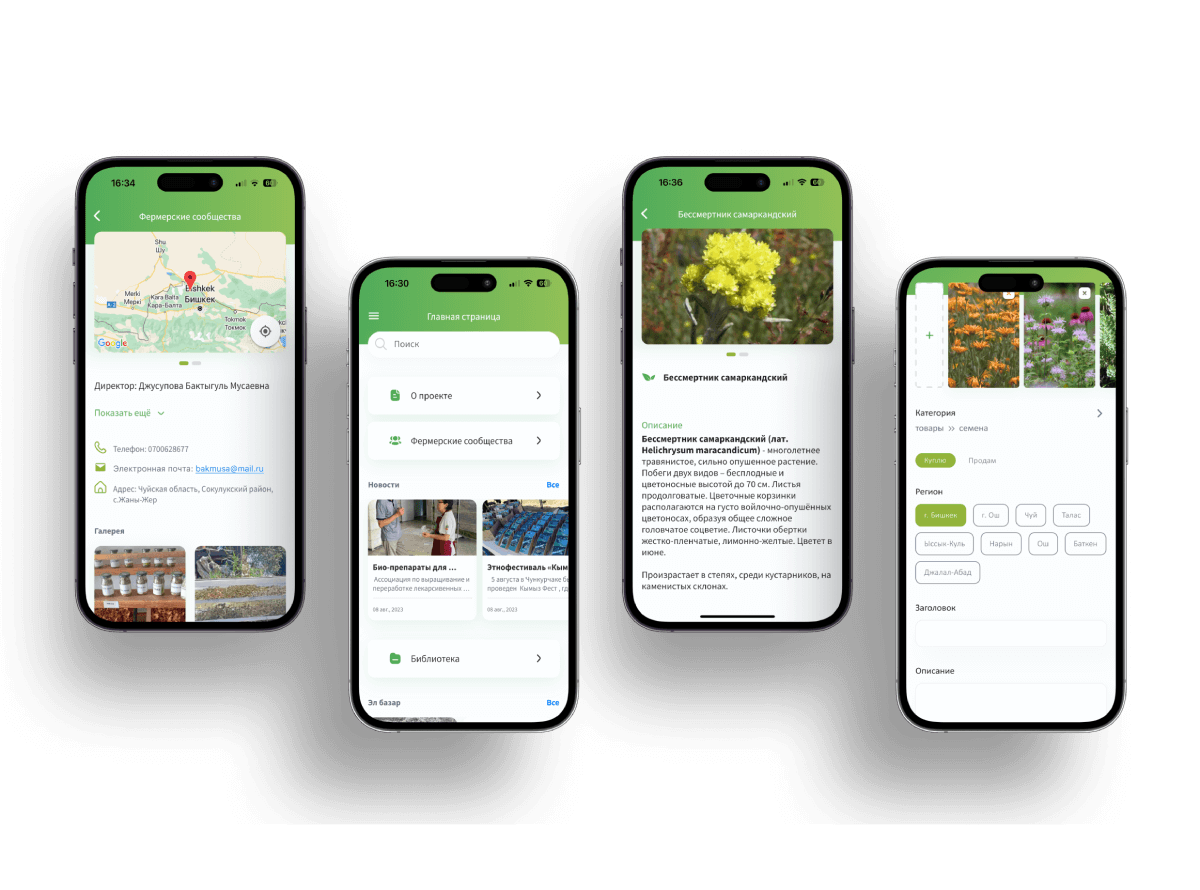 16:34
Фермерские сообщества
Shu
Шу
Merki
Мерки
Kara Balta
Кара-Балта
Bishkek
Бишкек
Tokmok
Токмок
Google
Директор: Джусупова Бактыгуль Мусаевна
Показать ещё
Телефон: 0700628677
Электронная почта: bakmusa@mail.ru
Адрес: Чуйская область, Сокулукский район,
с.Жаны-Жер
Галерея
16:30
Главная страница
Поиск
О проекте
Фермерские сообщества
Новости
Все
Био-препараты для ...
Ассоциация по выращивание и
переработке лекарсивенных ...
08 авг., 2023
Этнофестиваль «Кым
5 августа в Чункурчаке б
проведен Кымыз Фест , гд
08 авг., 2023
Библиотека
Эл базар
Все
16:36
Бессмертник самаркандский
Бессмертник самаркандский
Описание
Бессмертник самаркандский (лат.
Helichrysum maracandicum) - многолетнее
травянистое, сильно опушенное растение.
Побеги двух видов – бесплодные и
цветоносные высотой до 70 см. Листья
продолговатые. Цветочные корзинки
располагаются на густо войлочно-опушённых
цветоносах, образуя общее сложное
головчатое соцветие. Листочки обертки
жестко-пленчатые, лимонно-желтые. Цветет в
июне.
Произрастает в степях, среди кустарников, на
каменистых склонах.
Категория
товары >> семена
Куплю
Продам
Регион
г. Бишкек
г. Ош
Чуй
Талас
Ыссык-Куль
Нарын
Ош
Баткен
Джалал-Абад
Заголовок
Описание